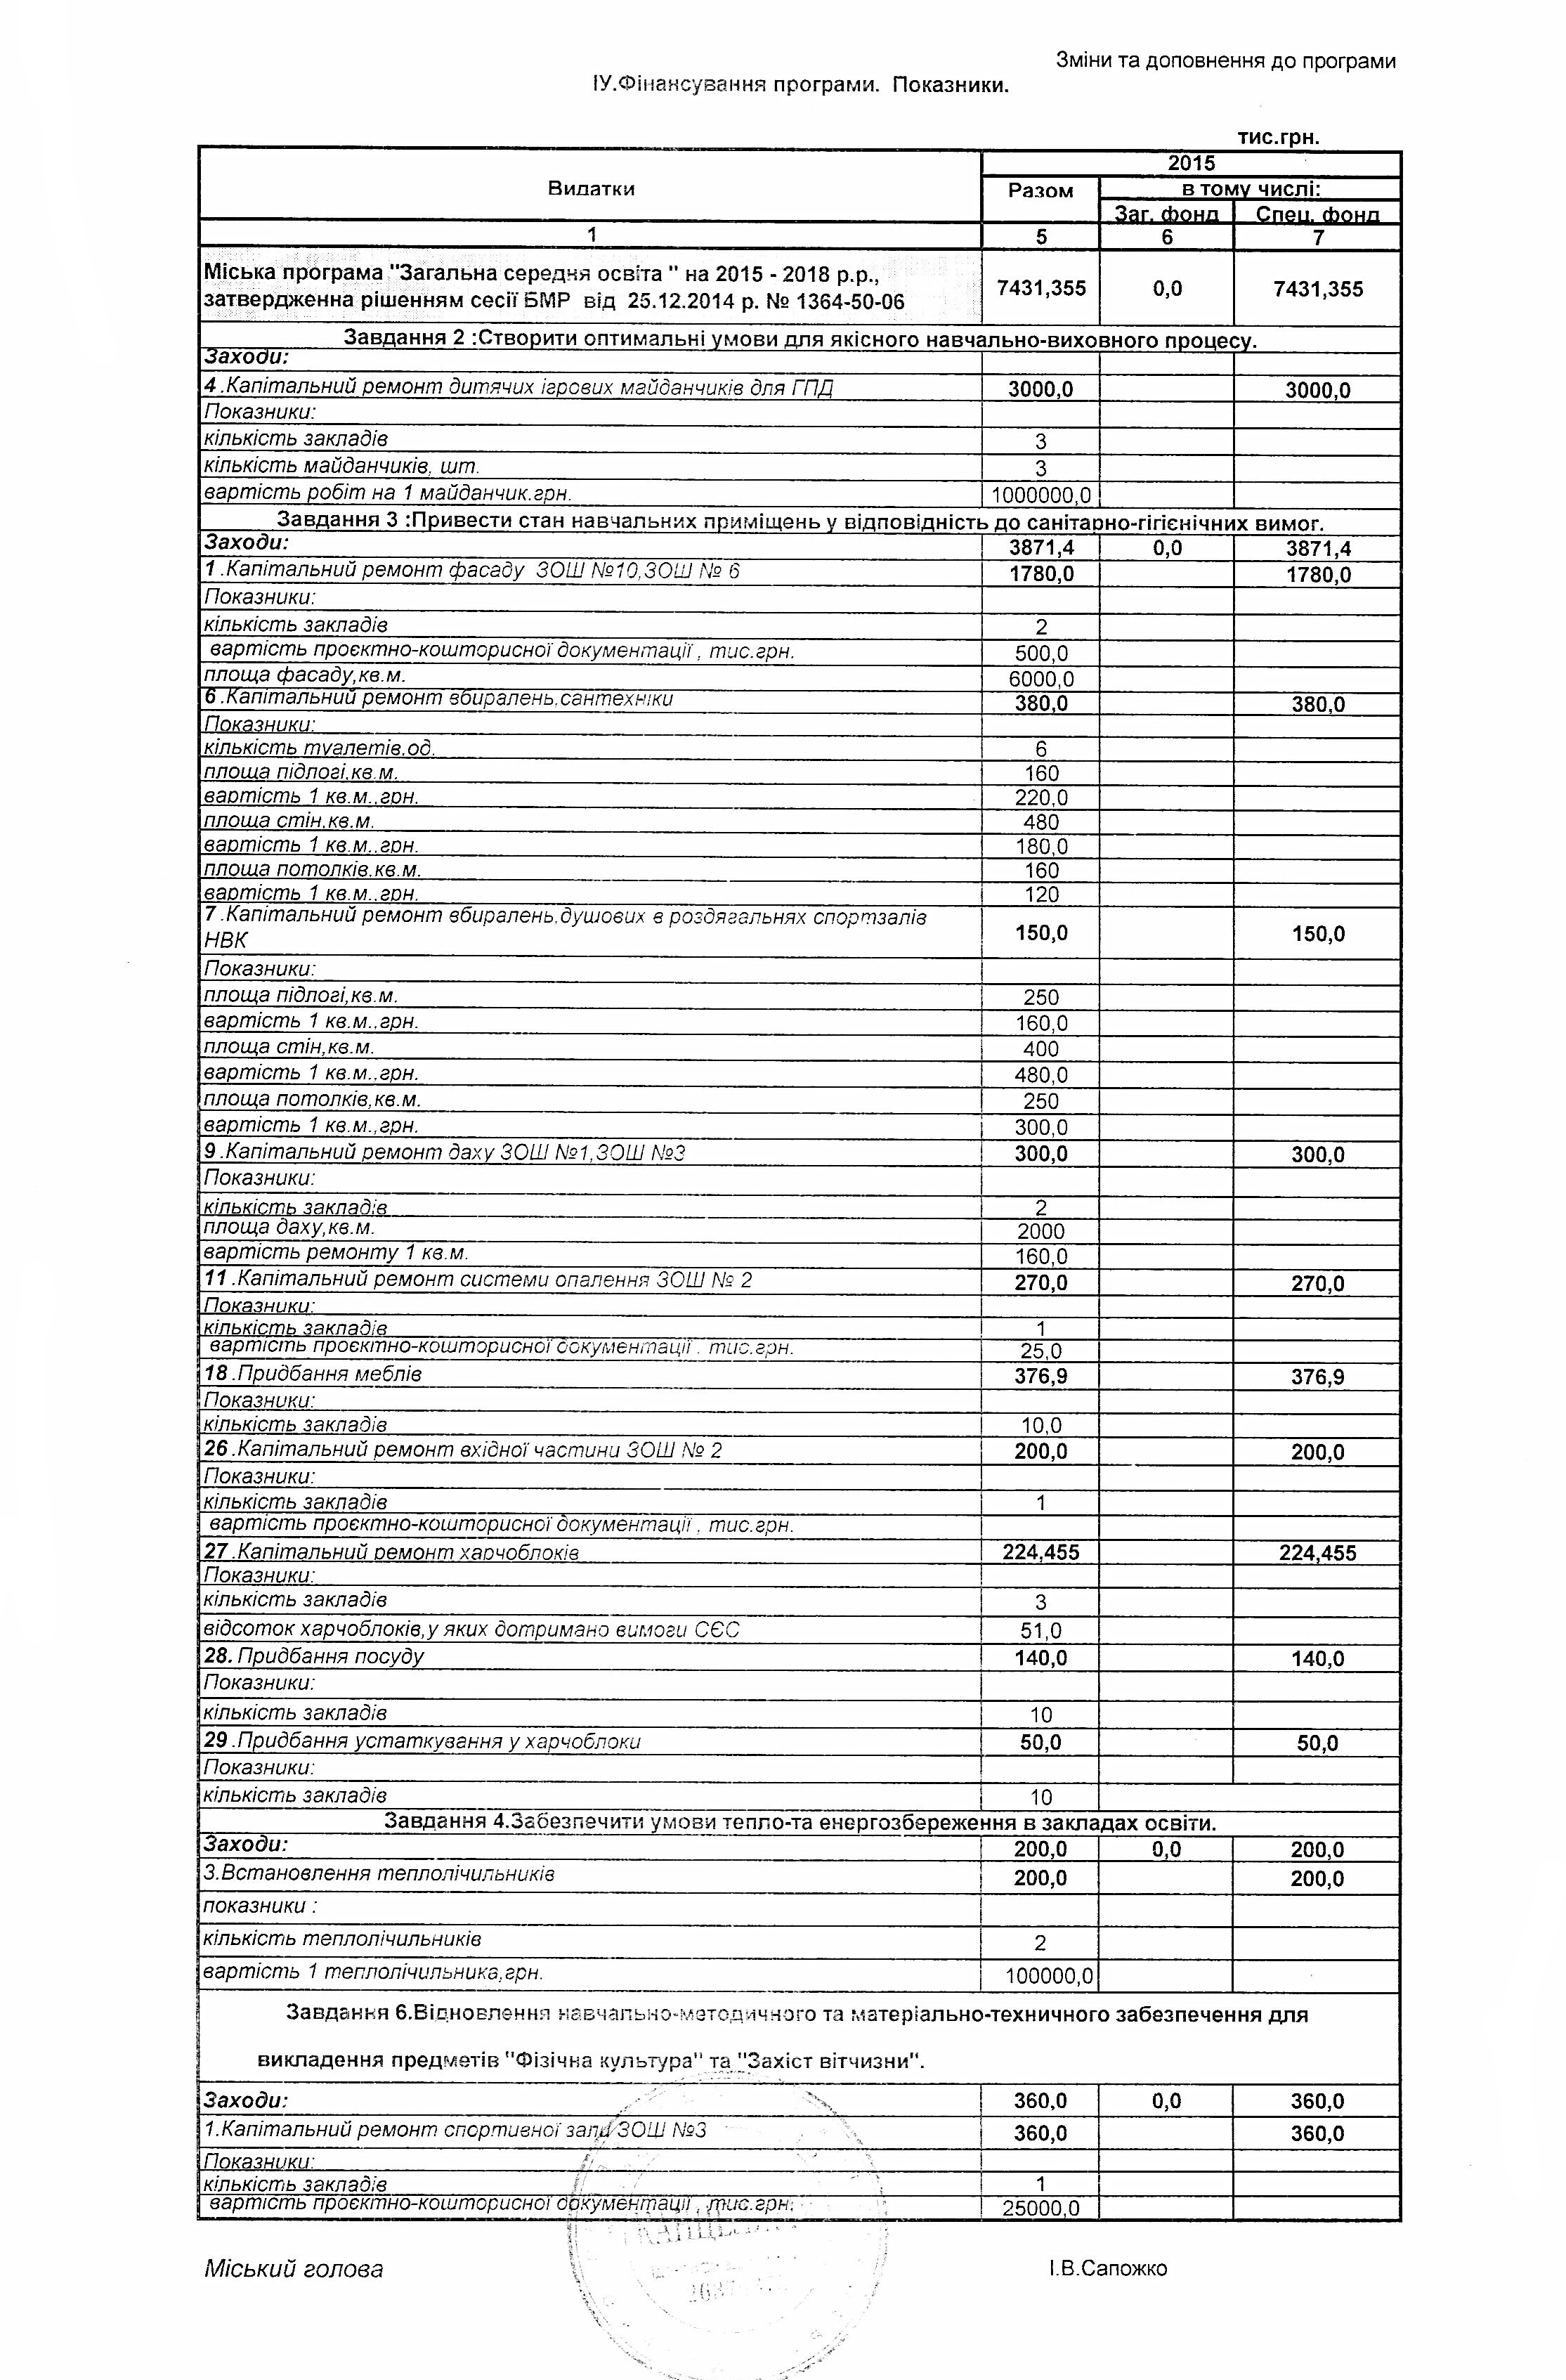 Зміни та доповнення до програми
ІУ.Фінансування програми. Показники.
тис.грн.
Видатки
2015
Разом
в тому числі:
Заг. фонд Спец. фонд
1 5 6 7
Міська програма "Загальна середня освіта " на 2015 - 2018 р.р.,
затвердженна рішенням сесії БМР від 25.12.2014 р. № 1364-50-06
7431,355 0,0 7431,355
Завдання 2 :Створити оптимальні умови для якісного навчально-виховного процесу.
Заходи:
4.Капітальний ремонт дитячих ігрових майданчиків для ГПД 3000,0 3000,0
Показники:
кількість закладів 3
кількість майданчиків, шт. 3
вартість робіт на 1 майданчик.грн. 1000000,0
Завдання 3 :Привести стан навчальних приміщень у відповідність до санітарно-гігієнічних вимог.
Заходи: 3871,4 0,0 3871,4
1.Капітальний ремонт фасаду ЗОШ №10,ЗОШ № 6 1780,0 1780,0
Показники:
кількість закладів 2
вартість проєктно-кошторисної документації , тис.грн. 500,0
площа фасаду,кв.м. 6000,0
6.Капітальний ремонт вбиралень,сантехніки 380,0 380,0
Показники:
кількість туалетів,од. 6
площа підлогі,кв.м. 160
вартість 1 кв.м.,грн. 220,0
площа стін,кв.м. 480
вартість 1 кв.м.,грн. 180,0
площа потолків,кв.м. 160
вартість 1 кв.м.,грн. 120
7.Капітальний ремонт вбиралень,душових в роздягальнях спортзалів
НВК
150,0 150,0
Показники:
площа підлогі,кв.м. 250
вартість 1 кв.м.,грн. 160,0
площа стін,кв.м. 400
вартість 1 кв.м.,грн. 480,0
площа потолків,кв.м. 250
вартість 1 кв.м.,грн. 300,0
9.Капітальний ремонт даху ЗОШ №1,ЗОШ №3 300,0 300,0
Показники:
кількість закладів 2
площа даху,кв.м. 2000
вартість ремонту 1 кв.м. 160,0
11.Капітальний ремонт системи опалення ЗОШ № 2 270,0 270,0
Показники:
кількість закладів 1
вартість проєктно-кошторисної документації , тис.грн. 25,0
18.Придбання меблів 376,9 376,9
Показники:
кількість закладів 10,0
26.Капітальний ремонт вхідної частини ЗОШ № 2 200,0 200,0
Показники:
кількість закладів 1
вартість проєктно-кошторисної документації , тис.грн.
27.Капітальний ремонт харчоблоків 224,455 224,455
Показники:
кількість закладів 3
відсоток харчоблоків,у яких дотримано вимоги СЄС 51,0
28. Придбання посуду 140,0 140,0
Показники:
кількість закладів 10
29.Придбання устаткування у харчоблоки 50,0 50,0
Показники:
кількість закладів 10
Завдання 4.Забезпечити умови тепло-та енергозбереження в закладах освіти.
Заходи: 200,0 0,0 200,0
3.Встановлення теплолічильників 200,0 200,0
показники :
кількість теплолічильників 2
вартість 1 теплолічильника,грн. 100000,0
Завдання 6.Відновлення навчально-методичного та матеріально-техничного забезпечення для
викладення предметів "Фізічна культура" та "Захіст вітчизни".
Заходи: 360,0 0,0 360,0
1.Капітальний ремонт спортивної зали ЗОШ №3 360,0 360,0
Показники:
кількість закладів 1
вартість проєктно-кошторисної документації , тис.грн. 25000,0
Міський голова І.В.Сапожко